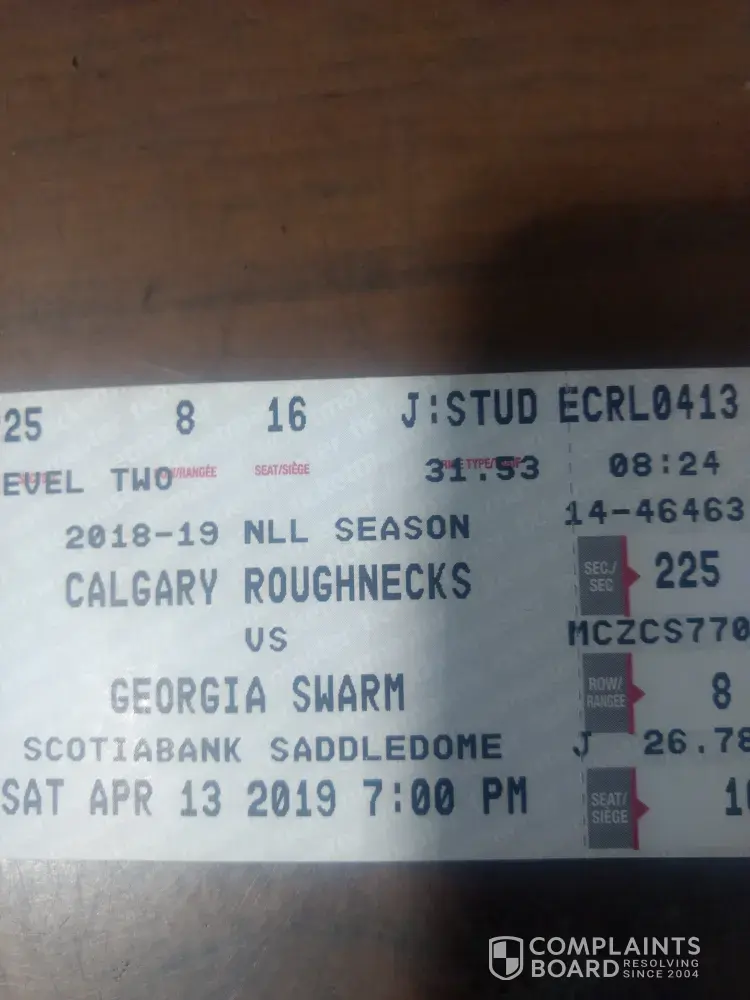 25 8 16 J:STUD ECRL0413
EVEL TWO /RANGÉE SEAT/SIÈGE 31.53 TYPE/ 08:24
2018-19 NLL SEASON 14-46463
CALGARY ROUGHNECKS SEC./SEC 225
VS MCZCS770
GEORGIA SWARM ROW/RANGÉE 8
SCOTIABANK SADDLEDOME J 26.78
SAT APR 13 2019 7:00 PM SEAT/SIÈGE
COMPLAINTS
BOARD RESOLVING SINCE 2004